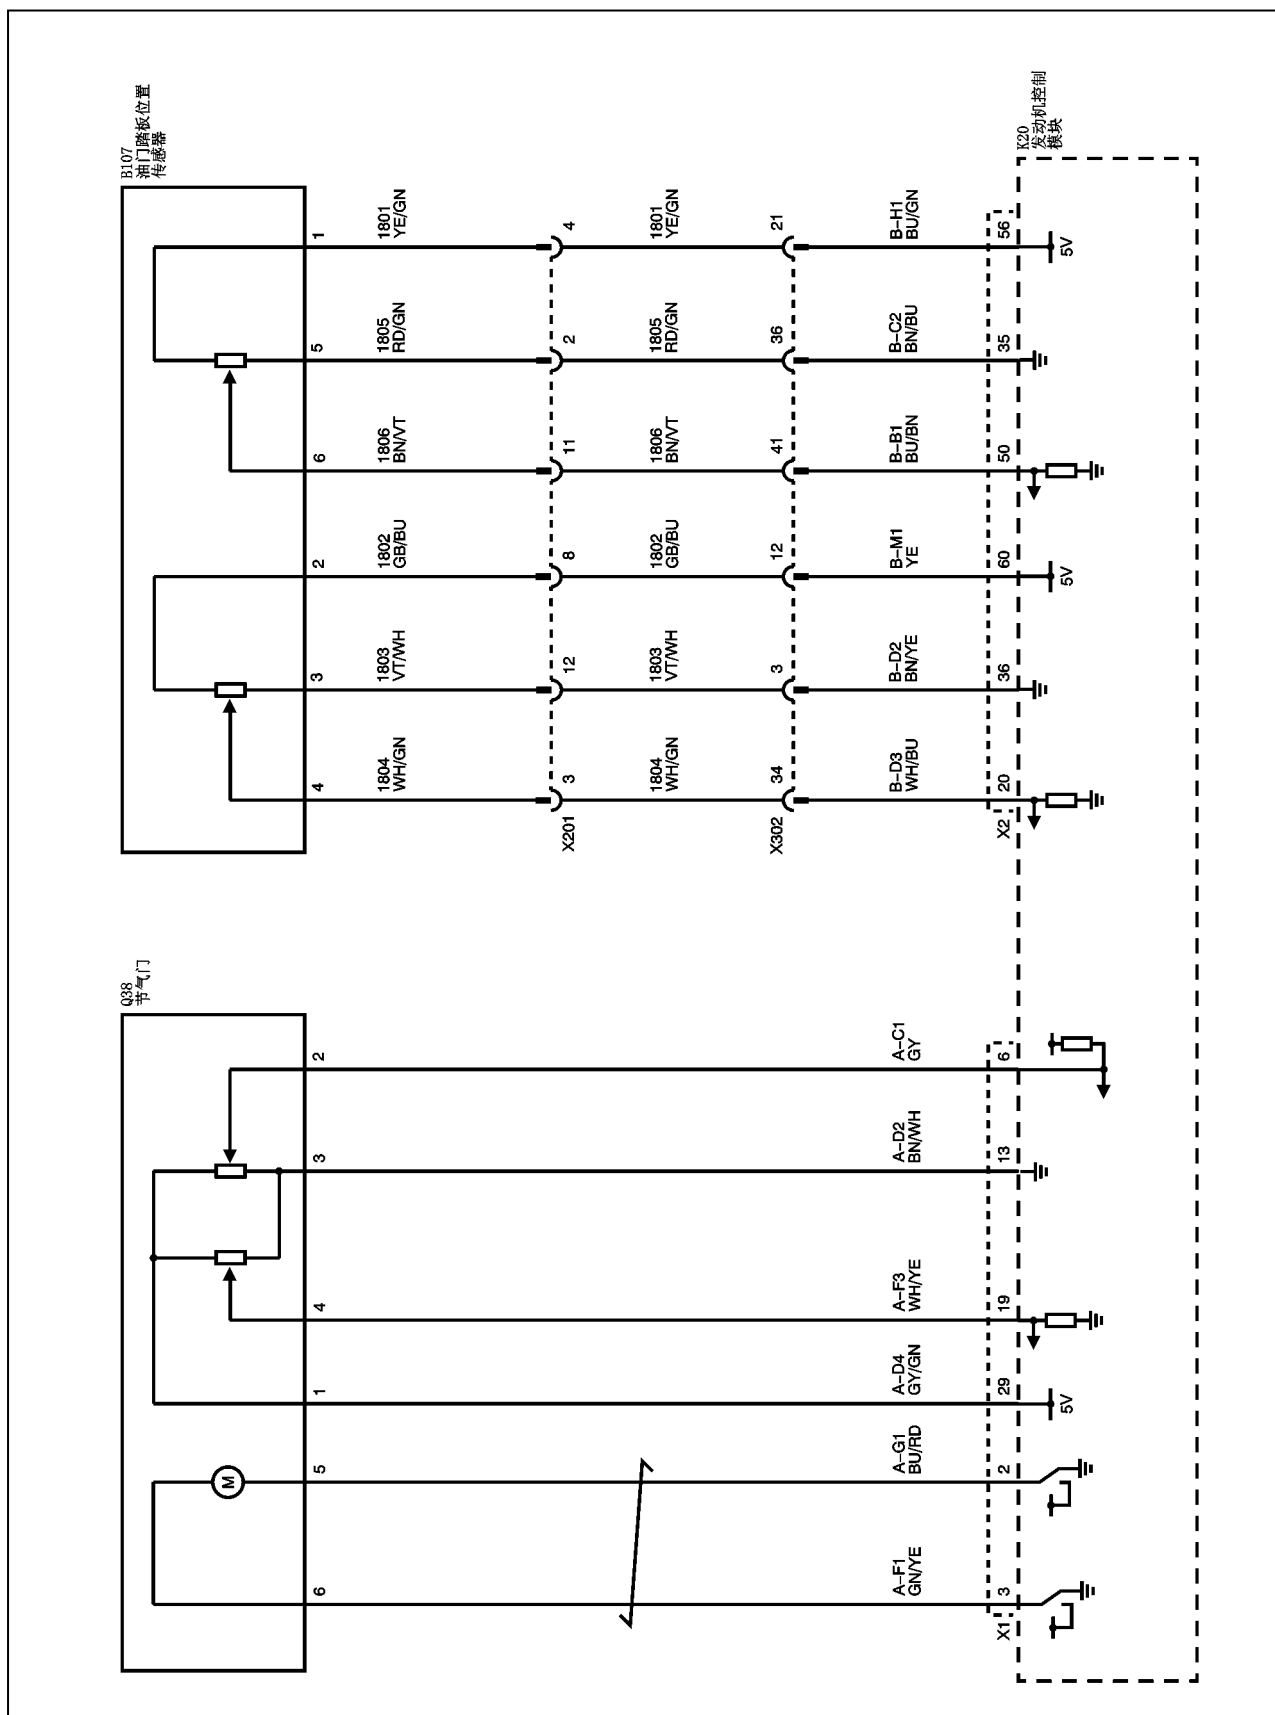 B107
油门踏板位置
传感器
K20
发动机控制
模块
1
1801
YE/GN
4
1801
YE/GN
21
B-H1
BU/GN
56
5V
5
1805
RD/GN
2
1805
RD/GN
36
B-C2
BN/BU
35
6
1806
BN/VT
11
1806
BN/VT
41
B-B1
BU/BN
50
2
1802
GB/BU
8
1802
GB/BU
12
B-M1
YE
60
5V
3
1803
VT/WH
12
1803
VT/WH
3
B-D2
BN/YE
36
4
1804
WH/GN
3
1804
WH/GN
34
B-D3
WH/BU
20
X201
X302
X2
Q38
节气门
2
A-C1
GY
6
3
A-D2
BN/WH
13
4
A-F3
WH/YE
19
1
A-D4
GY/GN
29
5V
M
5
A-G1
BU/RD
2
6
A-F1
GN/YE
3
X1